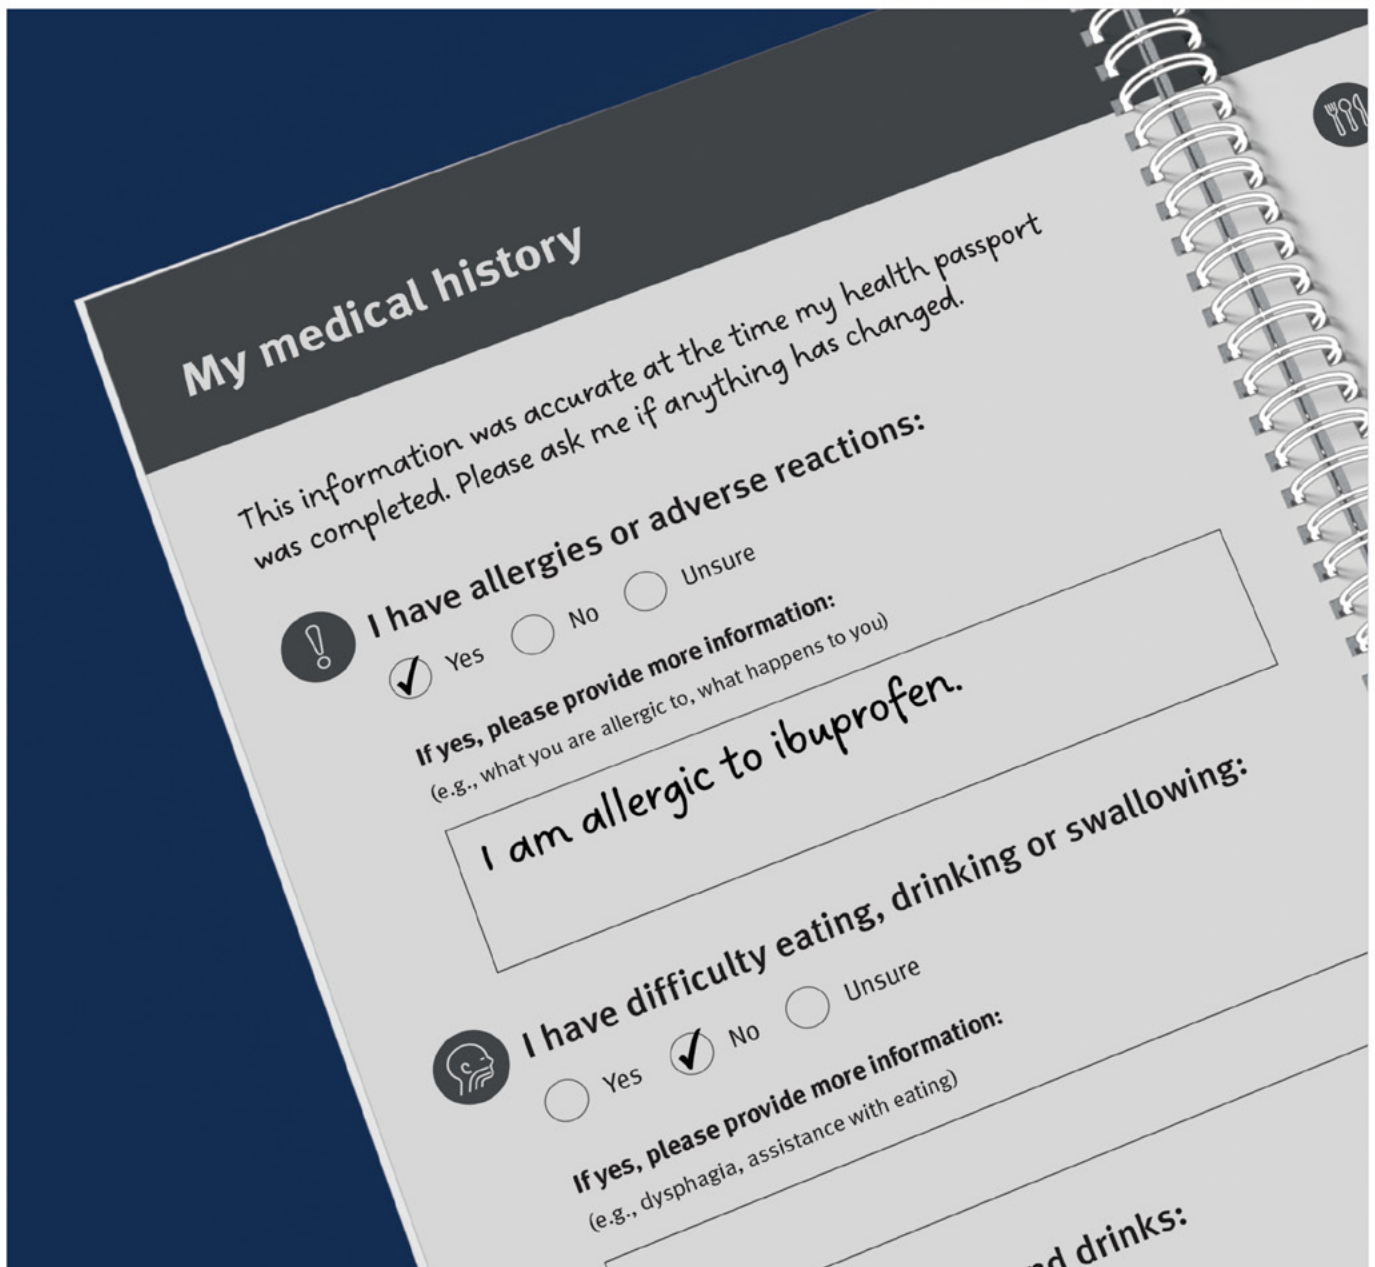 My medical history
This information was accurate at the time my health passport
was completed. Please ask me if anything has changed.
I have allergies or adverse reactions:
Yes No Unsure
If yes, please provide more information:
(e.g., what you are allergic to, what happens to you)
I am allergic to ibuprofen.
I have difficulty eating, drinking or swallowing:
Yes No Unsure
If yes, please provide more information:
(e.g., dysphagia, assistance with eating)
drinks: